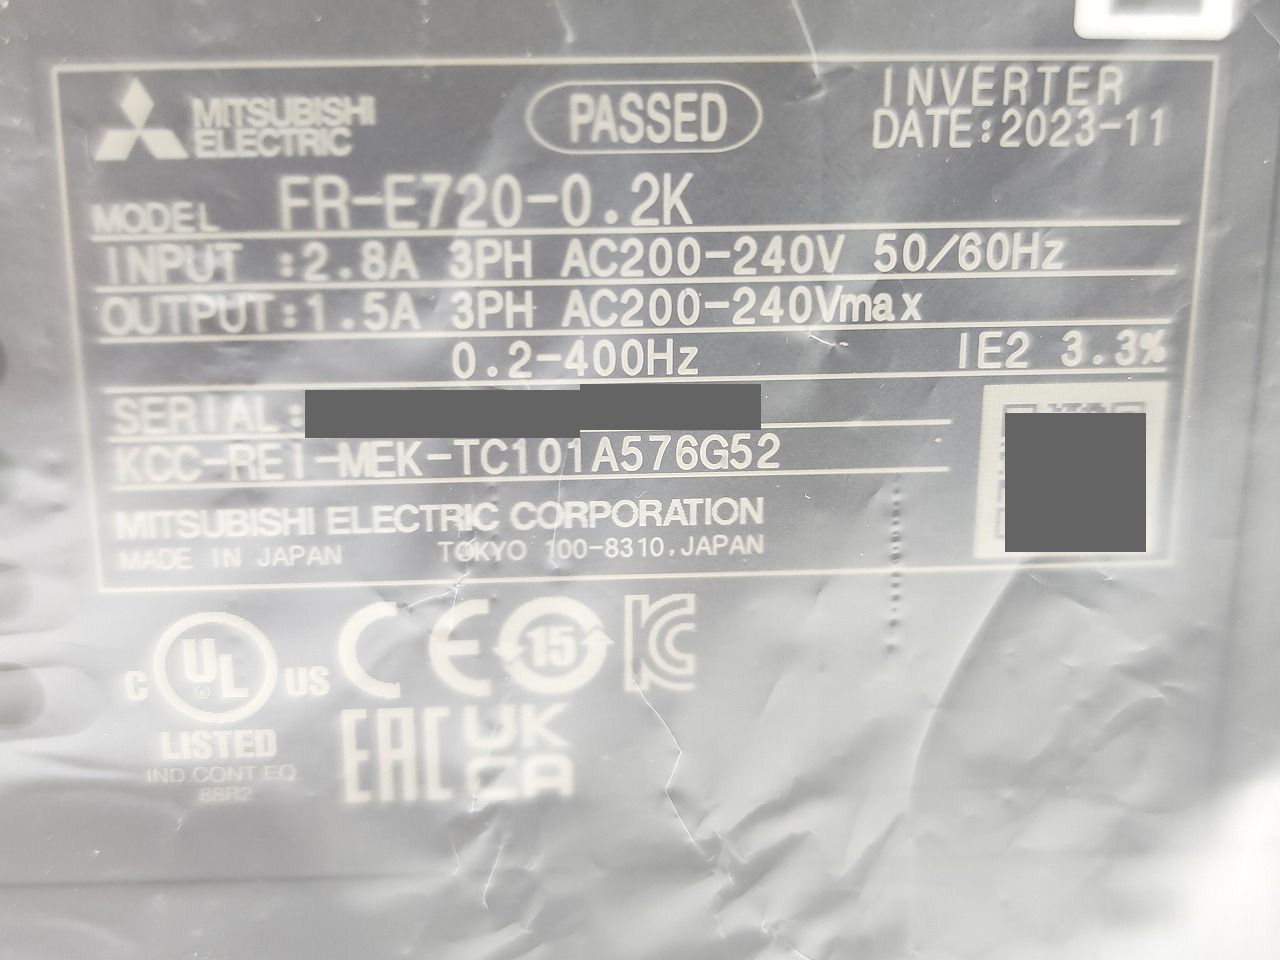 MITSUBISHI
ELECTRIC
PASSED
INVERTER
DATE:2023-11
MODEL FR-E720-0.2K
INPUT :2.8A 3PH AC200-240V 50/60Hz
OUTPUT:1.5A 3PH AC200-240Vmax
0.2-400Hz IE2 3.3%
SERIAL:
KCC-REI-MEK-TC101A576G52
MITSUBISHI ELECTRIC CORPORATION
MADE IN JAPAN TOKYO 100-8310,JAPAN
C UL US
LISTED
IND.CONT.EQ.
88R2
CE
15
KC
EAC
UK
CA